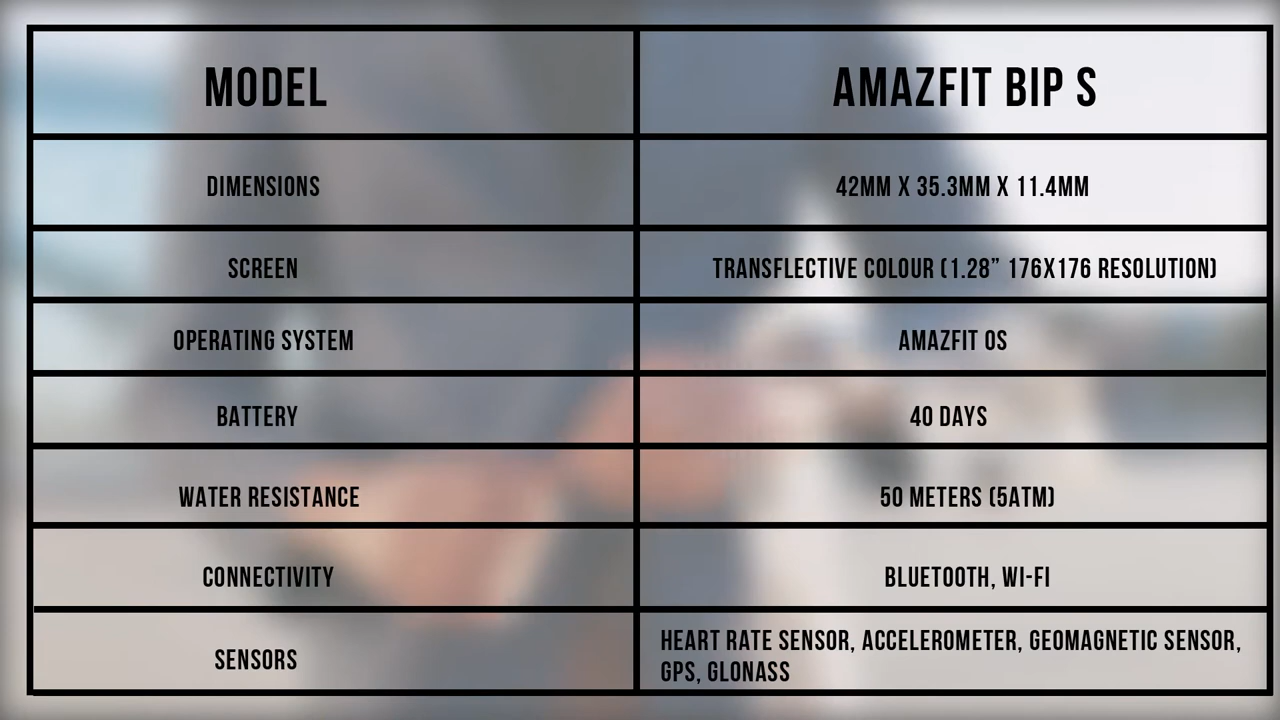 MODEL
AMAZFIT BIP S
DIMENSIONS
42MM X 35.3MM X 11.4MM
SCREEN
TRANSFLECTIVE COLOUR (1.28” 176X176 RESOLUTION)
OPERATING SYSTEM
AMAZFIT OS
BATTERY
40 DAYS
WATER RESISTANCE
50 METERS (5ATM)
CONNECTIVITY
BLUETOOTH, WI-FI
SENSORS
HEART RATE SENSOR, ACCELEROMETER, GEOMAGNETIC SENSOR,
GPS, GLONASS